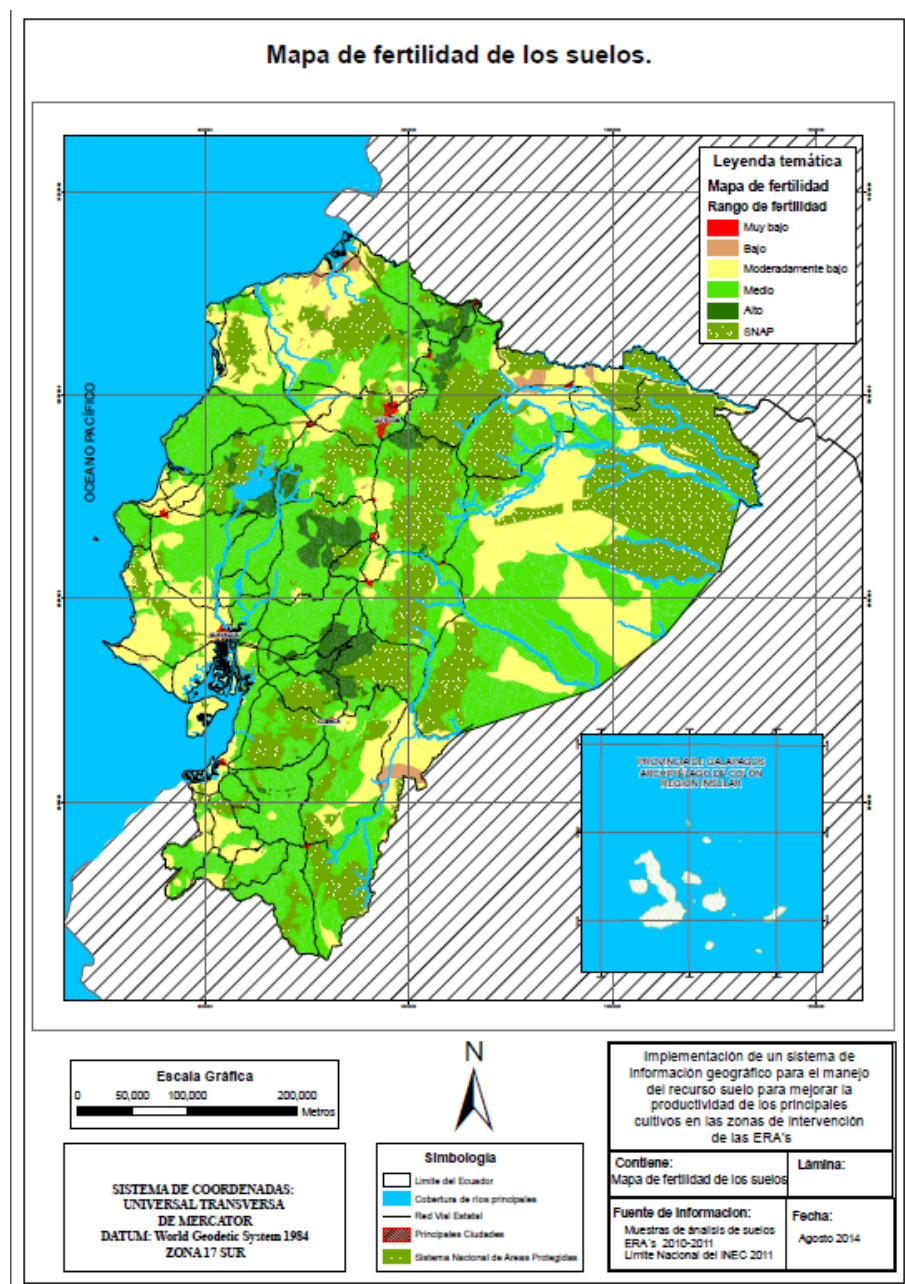 Mapa de fertilidad de los suelos.
Leyenda temática
Mapa de fertilidad
Rango de fertilidad
Muy bajo
Bajo
Moderadamente bajo
Medio
Alto
SNAP
OCEANO PACÍFICO
PROVINCIA DE GALAPAGOS
ARCHIPIELAGO DE COLÓN
REGION INSULAR
Escala Gráfica
0 50,000 100,000 200,000
Metros
N
SISTEMA DE COORDENADAS:
UNIVERSAL TRANSVERSA
DE MERCATOR
DATUM: World Geodetic System 1984
ZONA 17 SUR
Simbología
Limite del Ecuador
Cobertura de ríos principales
Red Vial Estatal
Principales Ciudades
Sistema Nacional de Areas Protegidas
Implementación de un sistema de
información geográfico para el manejo
del recurso suelo para mejorar la
productividad de los principales
cultivos en las zonas de intervención
de las ERA's
Contiene:
Mapa de fertilidad de los suelos
Lámina:
Fuente de Informacion:
Muestras de ánalisis de suelos
ERA's 2010-2011
Limite Nacional del INEC 2011
Fecha:
Agosto 2014